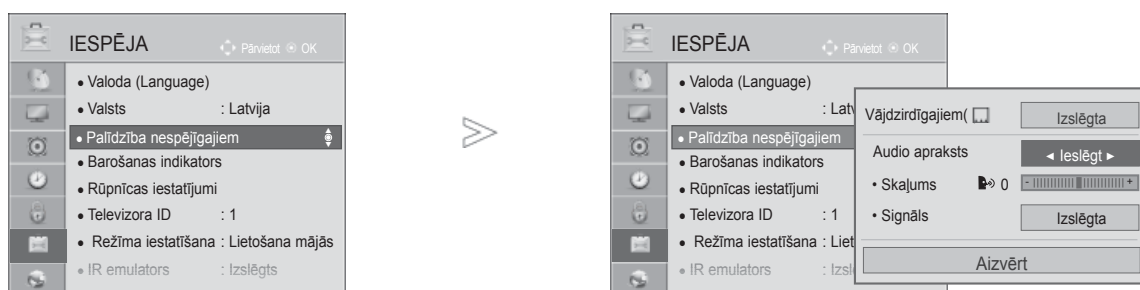 IESPĒJA Pārvietot OK
● Valoda (Language)
● Valsts : Latvija
● Palīdzība nespējīgajiem
● Barošanas indikators
● Rūpnīcas iestatījumi
● Televizora ID : 1
● Režīma iestatīšana : Lietošana mājās
● IR emulators : Izslēgts
IESPĒJA Pārvietot OK
● Valoda (Language)
● Valsts : Latv
● Palīdzība nespējīgajiem
● Barošanas indikators
● Rūpnīcas iestatījumi
● Televizora ID : 1
● Režīma iestatīšana : Liet
● IR emulators : Izsl
Vājdzirdīgajiem( Izslēgta
Audio apraksts ◄ Ieslēgt ►
• Skaļums 0 - +
• Signāls Izslēgta
Aizvērt